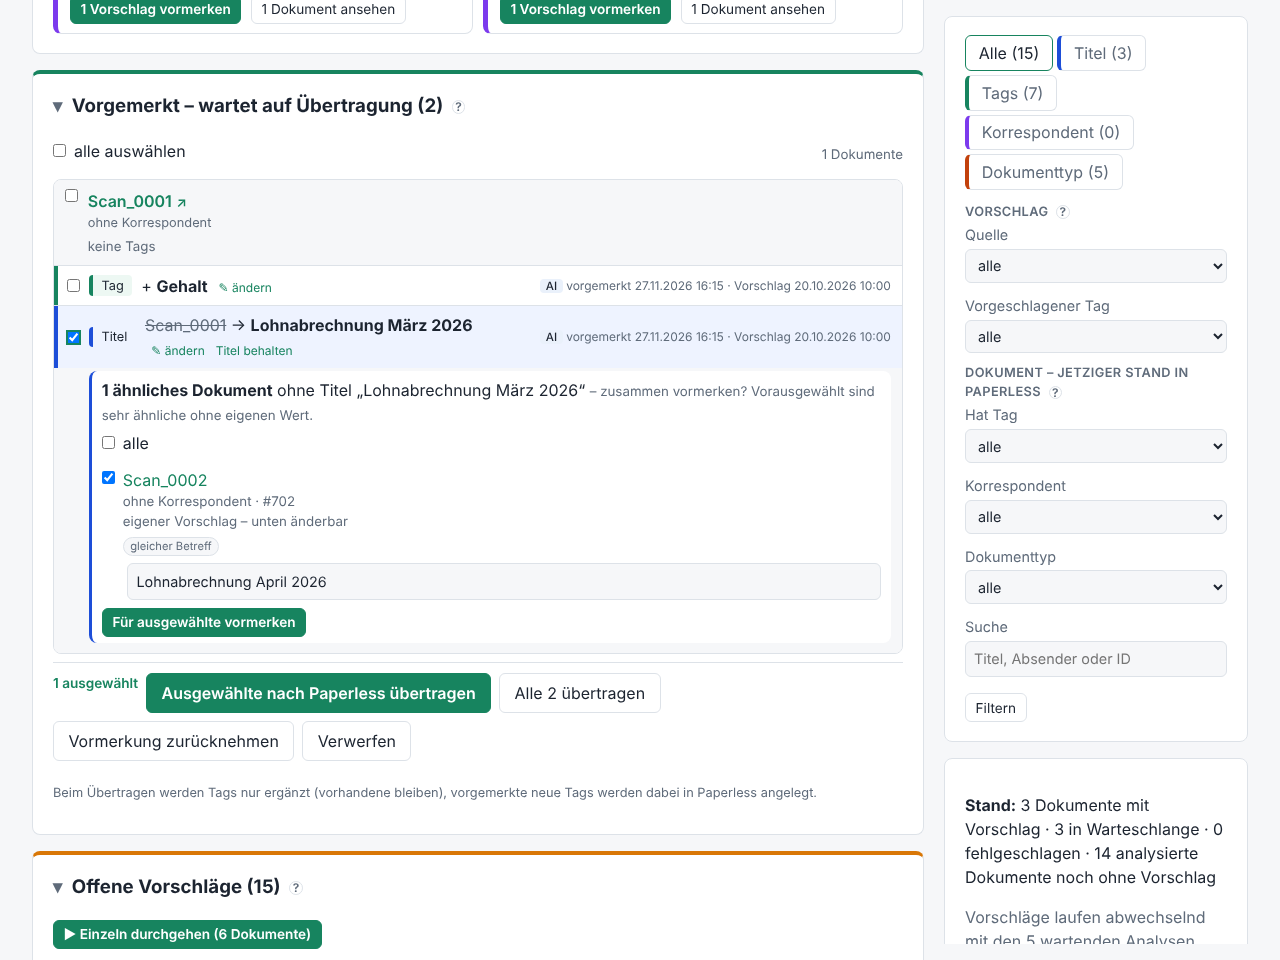 1 Vorschlag vormerken
1 Dokument ansehen
1 Vorschlag vormerken
1 Dokument ansehen
▼ Vorgemerkt – wartet auf Übertragung (2) ?
alle auswählen
1 Dokumente
Scan_0001 ↗
ohne Korrespondent
keine Tags
Tag + Gehalt ✎ ändern
AI vorgemerkt 27.11.2026 16:15 · Vorschlag 20.10.2026 10:00
Titel Scan_0001 → Lohnabrechnung März 2026
AI vorgemerkt 27.11.2026 16:15 · Vorschlag 20.10.2026 10:00
✎ ändern Titel behalten
1 ähnliches Dokument ohne Titel „Lohnabrechnung März 2026“ – zusammen vormerken? Vorausgewählt sind
sehr ähnliche ohne eigenen Wert.
alle
Scan_0002
ohne Korrespondent · #702
eigener Vorschlag – unten änderbar
gleicher Betreff
Lohnabrechnung April 2026
Für ausgewählte vormerken
1 ausgewählt
Ausgewählte nach Paperless übertragen
Alle 2 übertragen
Vormerkung zurücknehmen
Verwerfen
Beim Übertragen werden Tags nur ergänzt (vorhandene bleiben), vorgemerkte neue Tags werden dabei in Paperless angelegt.
▼ Offene Vorschläge (15) ?
▶ Einzeln durchgehen (6 Dokumente)
Alle (15)
Titel (3)
Tags (7)
Korrespondent (0)
Dokumenttyp (5)
VORSCHLAG ?
Quelle
alle
Vorgeschlagener Tag
alle
DOKUMENT – JETZIGER STAND IN
PAPERLESS ?
Hat Tag
alle
Korrespondent
alle
Dokumenttyp
alle
Suche
Titel, Absender oder ID
Filtern
Stand: 3 Dokumente mit
Vorschlag · 3 in Warteschlange · 0
fehlgeschlagen · 14 analysierte
Dokumente noch ohne Vorschlag
Vorschläge laufen abwechselnd
mit den 5 wartenden Analysen